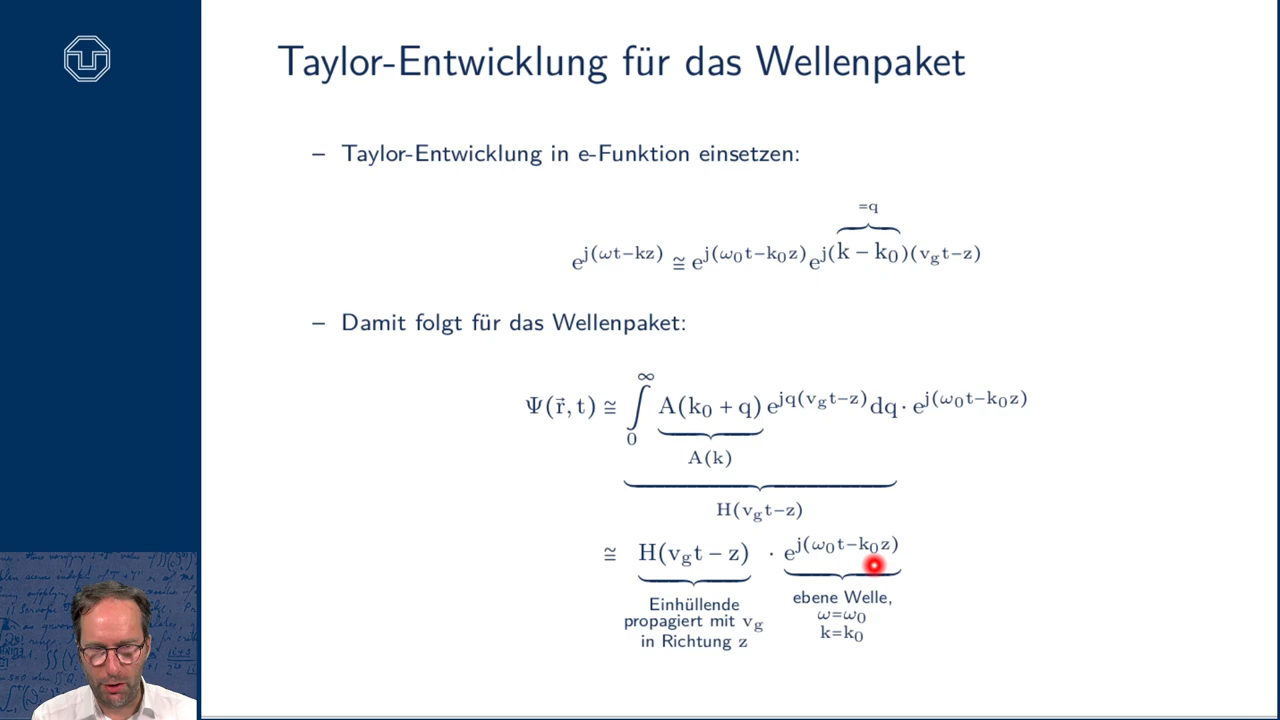 Taylor-Entwicklung für das Wellenpaket
– Taylor-Entwicklung in e-Funktion einsetzen:
=q
e^{j(ωt−kz)} ≅ e^{j(ω₀t−k₀z)} e^{j(k−k₀)(v_g t−z)}
– Damit folgt für das Wellenpaket:
Ψ(r⃗, t) ≅ ∫₀^∞ A(k₀ + q) e^{jq(v_g t−z)} dq · e^{j(ω₀t−k₀z)}
A(k)
H(v_g t−z)
≅ H(v_g t − z) · e^{j(ω₀t−k₀z)}
Einhüllende
propagiert mit v_g
in Richtung z
ebene Welle,
ω=ω₀
k=k₀